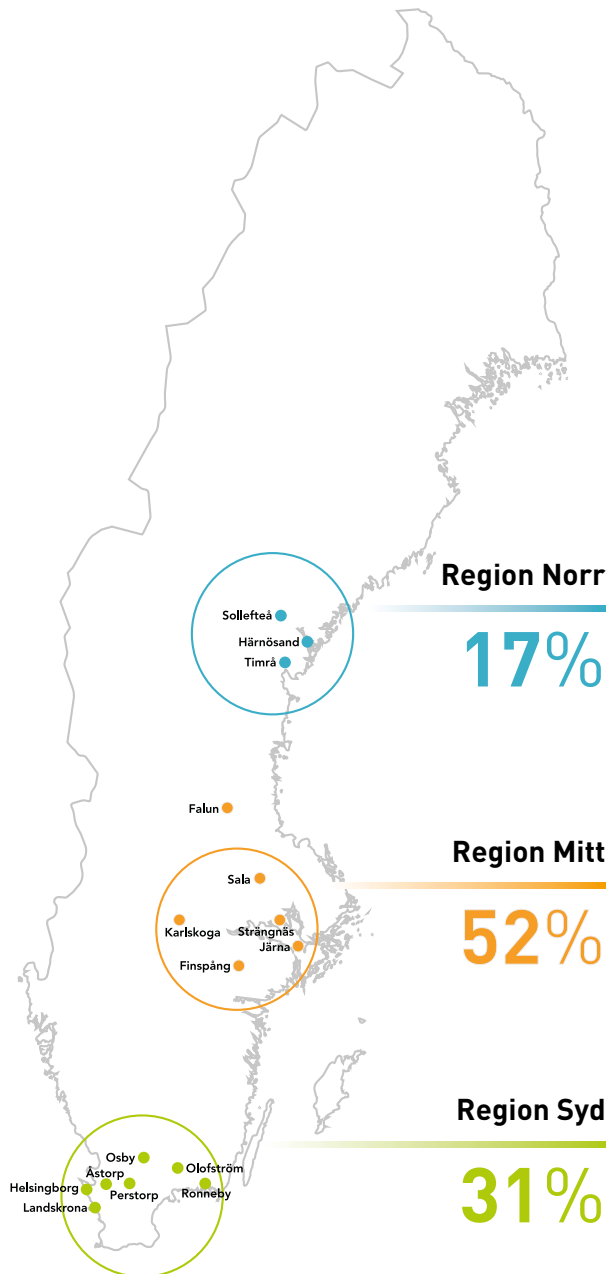 Region Norr
17%
Sollefteå
Härnösand
Timrå
Falun
Region Mitt
52%
Sala
Karlskoga
Strängnäs
Järna
Finspång
Region Syd
31%
Osby
Åstorp
Olofström
Helsingborg
Perstorp
Ronneby
Landskrona